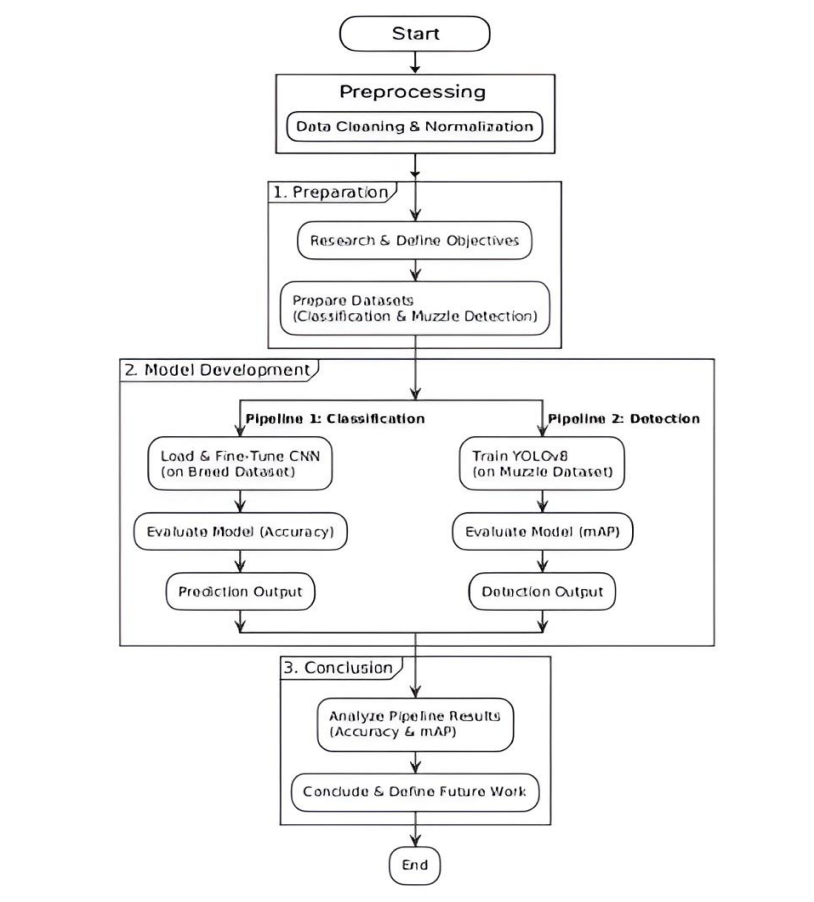 Start
Preprocessing
Data Cleaning & Normalization
1. Preparation
Research & Define Objectives
Prepare Datasets
(Classification & Muzzle Detection)
2. Model Development
Pipeline 1: Classification
Pipeline 2: Detection
Load & Fine-Tune CNN
(on Breed Dataset)
Train YOLOv8
(on Muzzle Dataset)
Evaluate Model (Accuracy)
Evaluate Model (mAP)
Prediction Output
Detection Output
3. Conclusion
Analyze Pipeline Results
(Accuracy & mAP)
Conclude & Define Future Work
End